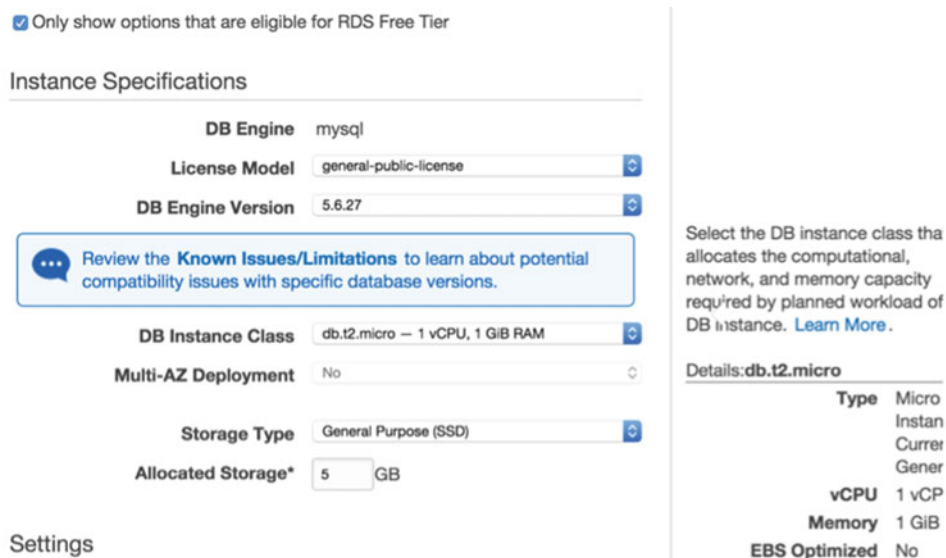 Only show options that are eligible for RDS Free Tier
Instance Specifications
DB Engine mysql
License Model general-public-license
DB Engine Version 5.6.27
Review the Known Issues/Limitations to learn about potential
compatibility issues with specific database versions.
DB Instance Class db.t2.micro — 1 vCPU, 1 GiB RAM
Multi-AZ Deployment No
Storage Type General Purpose (SSD)
Allocated Storage* 5 GB
Settings
Select the DB instance class tha
allocates the computational,
network, and memory capacity
required by planned workload of
DB instance. Learn More.
Details:db.t2.micro
Type Micro
Instan
Currer
Gener
vCPU 1 vCP
Memory 1 GiB
EBS Optimized No